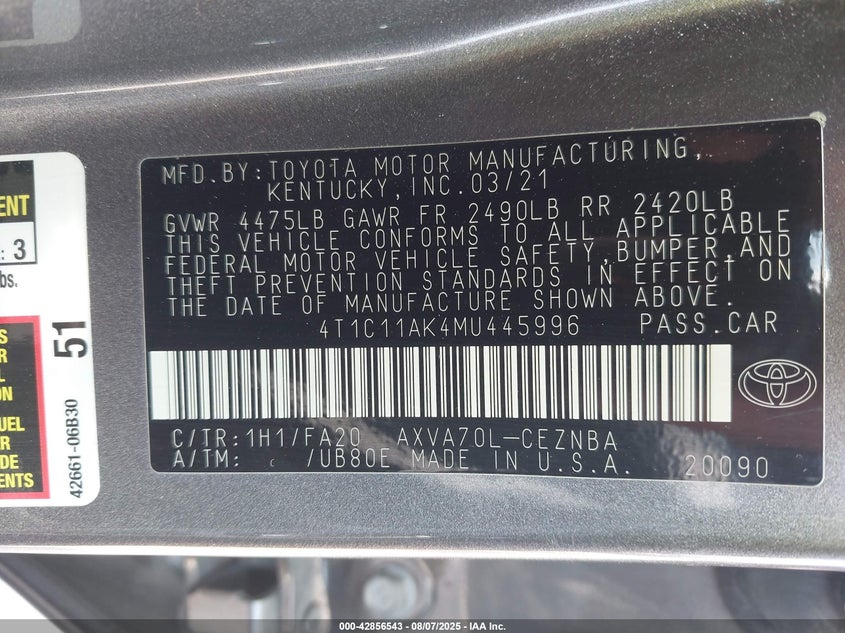 MFD.BY:TOYOTA MOTOR MANUFACTURING,
KENTUCKY,INC.03/21
GVWR 4475LB GAWR FR 2490LB RR 2420LB
THIS VEHICLE CONFORMS TO ALL APPLICABLE
FEDERAL MOTOR VEHICLE SAFETY,BUMPER,AND
THEFT PREVENTION STANDARDS IN EFFECT ON
THE DATE OF MANUFACTURE SHOWN ABOVE.
4T1C11AK4MU445996 PASS.CAR
C/TR:1H1/FA20 AXVA70L-CEZNBA
A/TM: /UB80E MADE IN U.S.A. 20090
ENT
: 3
bs.
S
R
L
ON
UEL
R
DE
ENTS
51
42661-06B30
000-42856543 - 08/07/2025 - IAA Inc.